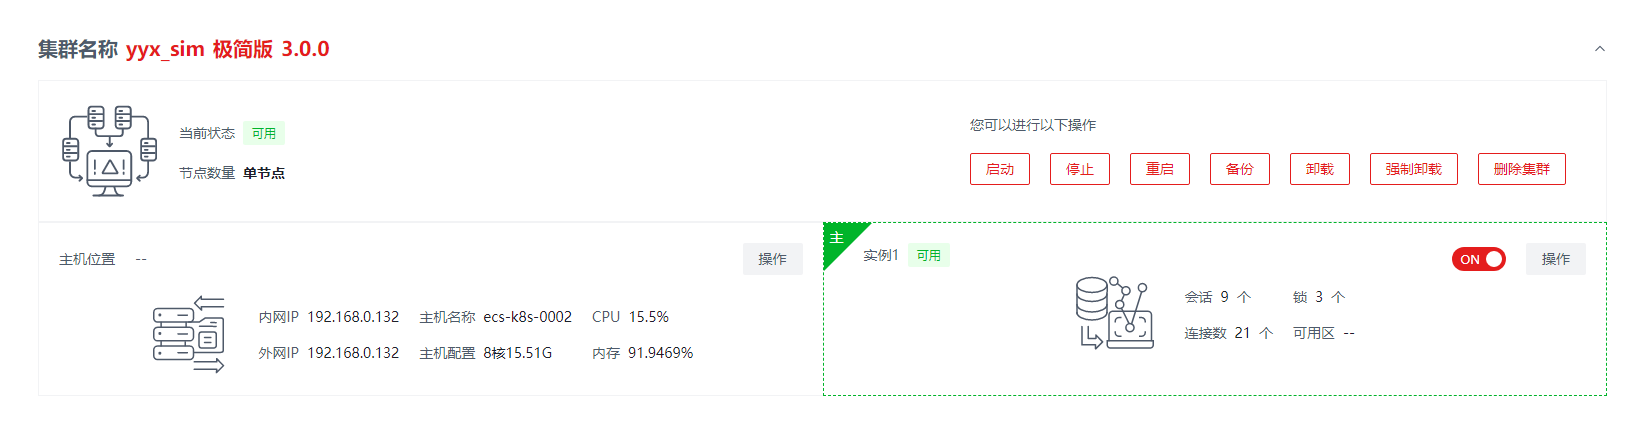 集群名称 yyx_sim 极简版 3.0.0
当前状态 可用
节点数量 单节点
您可以进行以下操作
启动 停止 重启 备份 卸载 强制卸载 删除集群
主机位置 -- 操作
内网IP 192.168.0.132 主机名称 ecs-k8s-0002 CPU 15.5%
外网IP 192.168.0.132 主机配置 8核15.51G 内存 91.9469%
主 实例1 可用 ON 操作
会话 9 个 锁 3 个
连接数 21 个 可用区 --